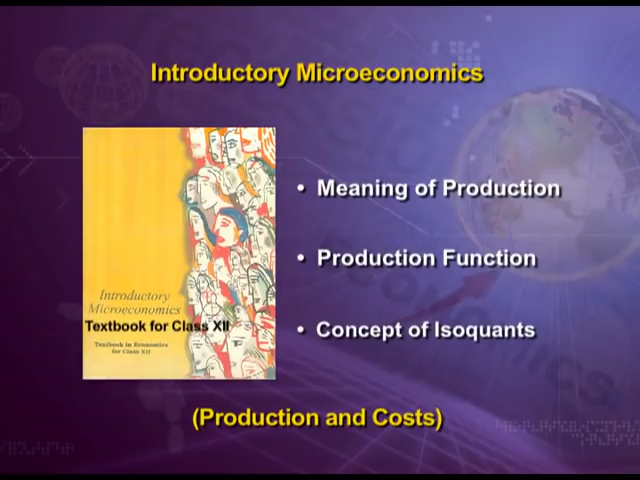 Introductory Microeconomics
Introductory
Microeconomics
Textbook for Class XII
Textbook in Economics
for Class XII
• Meaning of Production
• Production Function
• Concept of Isoquants
(Production and Costs)